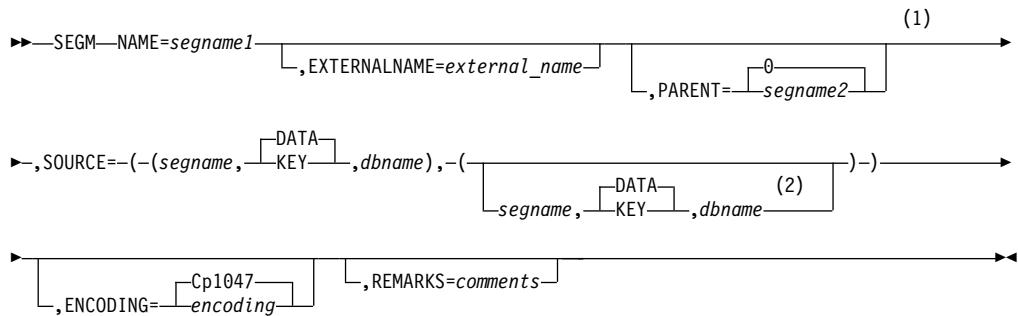 (1)
SEGM NAME=segname1
,EXTERNALNAME=external_name
0
,PARENT= segname2
DATA
,SOURCE=(-(segname, KEY ,dbname),-( )-)
DATA (2)
segname, KEY ,dbname
Cp1047
,ENCODING= encoding
,REMARKS=comments